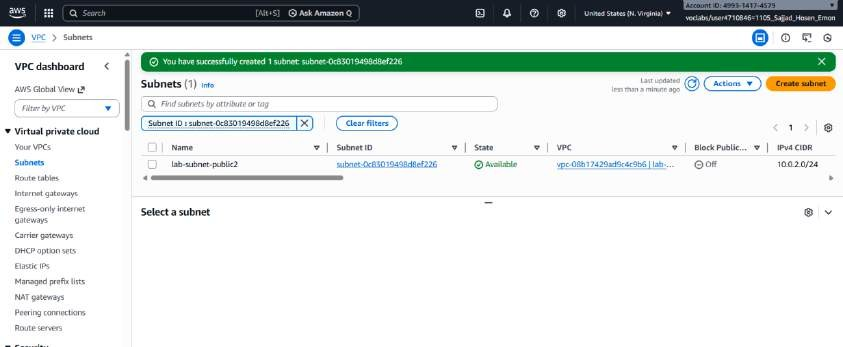 aws
Search [Alt+S] Ask Amazon Q United States (N. Virginia)
Account ID: 4993-1417-4579
voclabs/user4710846=1105_Sajjad_Hosen_Emon
VPC > Subnets
VPC dashboard
AWS Global View
Filter by VPC
Virtual private cloud
Your VPCs
Subnets
Route tables
Internet gateways
Egress-only internet
gateways
Carrier gateways
DHCP option sets
Elastic IPs
Managed prefix lists
NAT gateways
Peering connections
Route servers
Security
You have successfully created 1 subnet: subnet-0c83019498d8ef226
Subnets (1) Info
Last updated
less than a minute ago
Actions
Create subnet
Find subnets by attribute or tag
Subnet ID : subnet-0c83019498d8ef226
Clear filters
1
Name Subnet ID State VPC Block Public... IPv4 CIDR
lab-subnet-public2 subnet-0c83019498d8ef226 Available vpc-08b17429ad9c4c9b6 | lab-... Off 10.0.2.0/24
Select a subnet